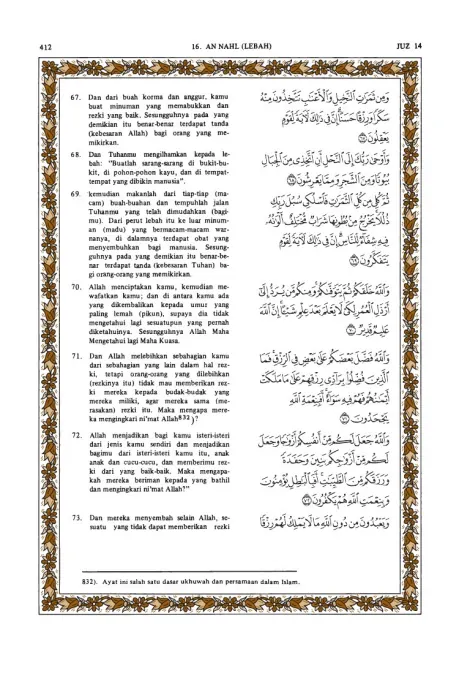 412
16. AN NAHL (LEBAH)
JUZ 14
67. Dan dari buah korma dan anggur, kamu
buat minuman yang memabukkan dan
rezki yang baik. Sesungguhnya pada yang
demikian itu benar-benar terdapat tanda
(kebesaran Allah) bagi orang yang me-
mikirkan.
68. Dan Tuhanmu mengilhamkan kepada le-
bah: "Buatlah sarang-sarang di bukit-bu-
kit, di pohon-pohon kayu, dan di tempat-
tempat yang dibikin manusia".
69. kemudian makanlah dari tiap-tiap (ma-
cam) buah-buahan dan tempuhlah jalan
Tuhanmu yang telah dimudahkan (bagi-
mu). Dari perut lebah itu ke luar minum-
an (madu) yang bermacam-macam war-
nanya, di dalamnya terdapat obat yang
menyembuhkan bagi manusia. Sesung-
guhnya pada yang demikian itu benar-be-
nar terdapat tanda (kebesaran Tuhan) ba-
gi orang-orang yang memikirkan.
70. Allah menciptakan kamu, kemudian me-
wafatkan kamu; dan di antara kamu ada
yang dikembalikan kepada umur yang
paling lemah (pikun), supaya dia tidak
mengetahui lagi sesuatupun yang pernah
diketahuinya. Sesungguhnya Allah Maha
Mengetahui lagi Maha Kuasa.
71. Dan Allah melebihkan sebahagian kamu
dari sebahagian yang lain dalam hal rez-
ki, tetapi orang-orang yang dilebihkan
(rezkinya itu) tidak mau memberikan rez-
ki mereka kepada budak-budak yang
mereka miliki, agar mereka sama (me-
rasakan) rezki itu. Maka mengapa mere-
ka mengingkari ni'mat Allah832)?
72. Allah menjadikan bagi kamu isteri-isteri
dari jenis kamu sendiri dan menjadikan
bagimu dari isteri-isteri kamu itu, anak
anak dan cucu-cucu, dan memberimu rez-
ki dari yang baik-baik. Maka mengapa-
kah mereka beriman kepada yang bathil
dan mengingkari ni'mat Allah?"
73. Dan mereka menyembah selain Allah, se-
suatu yang tidak dapat memberikan rezki
وَمِن ثَمَرَٰتِ ٱلنَّخِيلِ وَٱلْأَعْنَٰبِ تَتَّخِذُونَ مِنْهُ
سَكَرًا وَرِزْقًا حَسَنًا إِنَّ فِى ذَٰلِكَ لَءَايَةً لِّقَوْمٍ
يَعْقِلُونَ ٦٧
وَأَوْحَىٰ رَبُّكَ إِلَى ٱلنَّحْلِ أَنِ ٱتَّخِذِى مِنَ ٱلْجِبَالِ
بُيُوتًا وَمِنَ ٱلشَّجَرِ وَمِمَّا يَعْرِشُونَ ٦٨
ثُمَّ كُلِى مِن كُلِّ ٱلثَّمَرَٰتِ فَٱسْلُكِى سُبُلَ رَبِّكِ
ذُلُلًا يَخْرُجُ مِنۢ بُطُونِهَا شَرَابٌ مُّخْتَلِفٌ أَلْوَٰنُهُۥ
فِيهِ شِفَآءٌ لِّلنَّاسِ إِنَّ فِى ذَٰلِكَ لَءَايَةً لِّقَوْمٍ
يَتَفَكَّرُونَ ٦٩
وَٱللَّهُ خَلَقَكُمْ ثُمَّ يَتَوَفَّىٰكُمْ وَمِنكُم مَّن يُرَدُّ إِلَىٰٓ
أَرْذَلِ ٱلْعُمُرِ لِكَىْ لَا يَعْلَمَ بَعْدَ عِلْمٍ شَيْـًٔا إِنَّ ٱللَّهَ
عَلِيمٌ قَدِيرٌ ٧٠
وَٱللَّهُ فَضَّلَ بَعْضَكُمْ عَلَىٰ بَعْضٍ فِى ٱلرِّزْقِ فَمَا
ٱلَّذِينَ فُضِّلُوا۟ بِرَآدِّى رِزْقِهِمْ عَلَىٰ مَا مَلَكَتْ
أَيْمَٰنُهُمْ فَهُمْ فِيهِ سَوَآءٌ أَفَبِنِعْمَةِ ٱللَّهِ
يَجْحَدُونَ ٧١
وَٱللَّهُ جَعَلَ لَكُم مِّنْ أَنفُسِكُمْ أَزْوَٰجًا وَجَعَلَ
لَكُم مِّنْ أَزْوَٰجِكُم بَنِينَ وَحَفَدَةً
وَرَزَقَكُم مِّنَ ٱلطَّيِّبَٰتِ أَفَبِٱلْبَٰطِلِ يُؤْمِنُونَ
وَبِنِعْمَتِ ٱللَّهِ هُمْ يَكْفُرُونَ ٧٢
وَيَعْبُدُونَ مِن دُونِ ٱللَّهِ مَا لَا يَمْلِكُ لَهُمْ رِزْقًا
832). Ayat ini salah satu dasar ukhuwah dan persamaan dalam Islam.